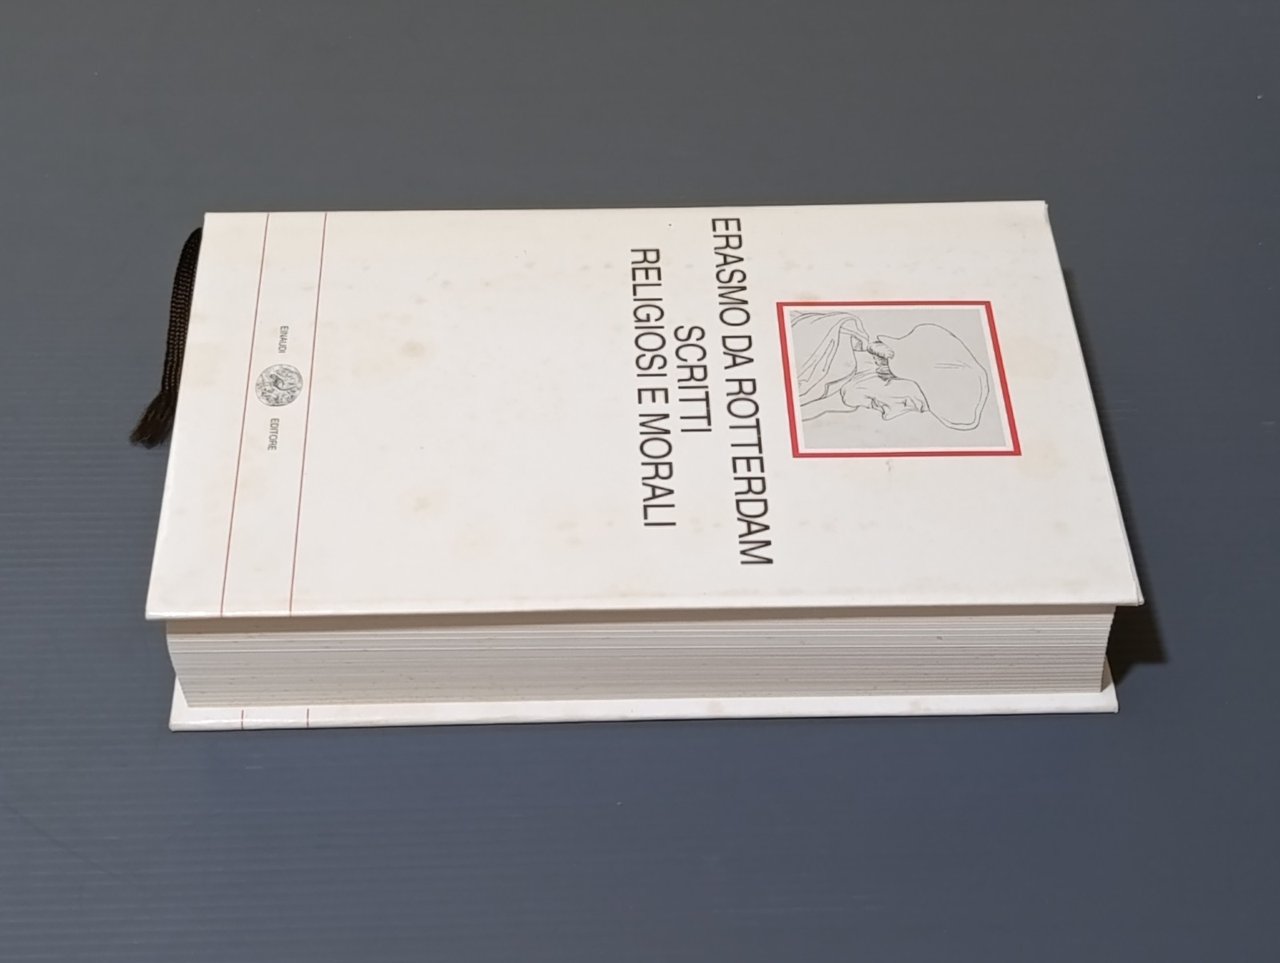 ERASMO DA ROTTERDAM
SCRITTI
RELIGIOSI E MORALI
EINAUDI EDITORE